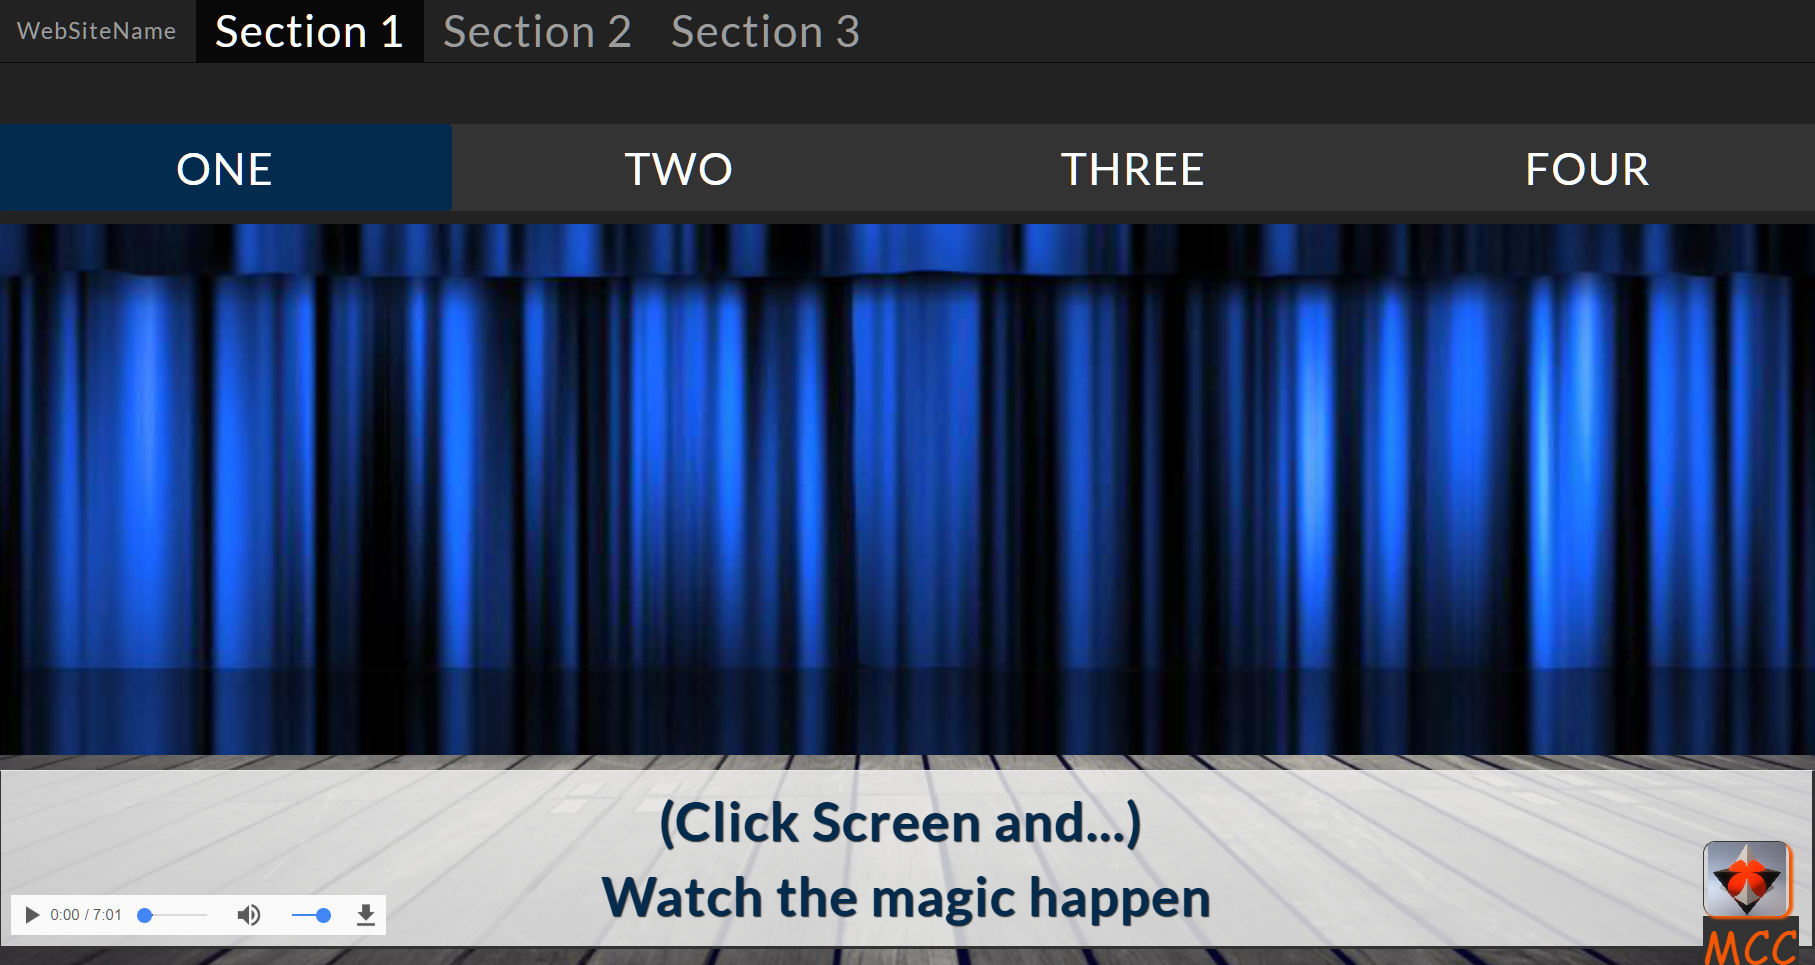 WebSiteName Section 1 Section 2 Section 3
ONE TWO THREE FOUR
(Click Screen and...)
Watch the magic happen
0:00 / 7:01
MCC